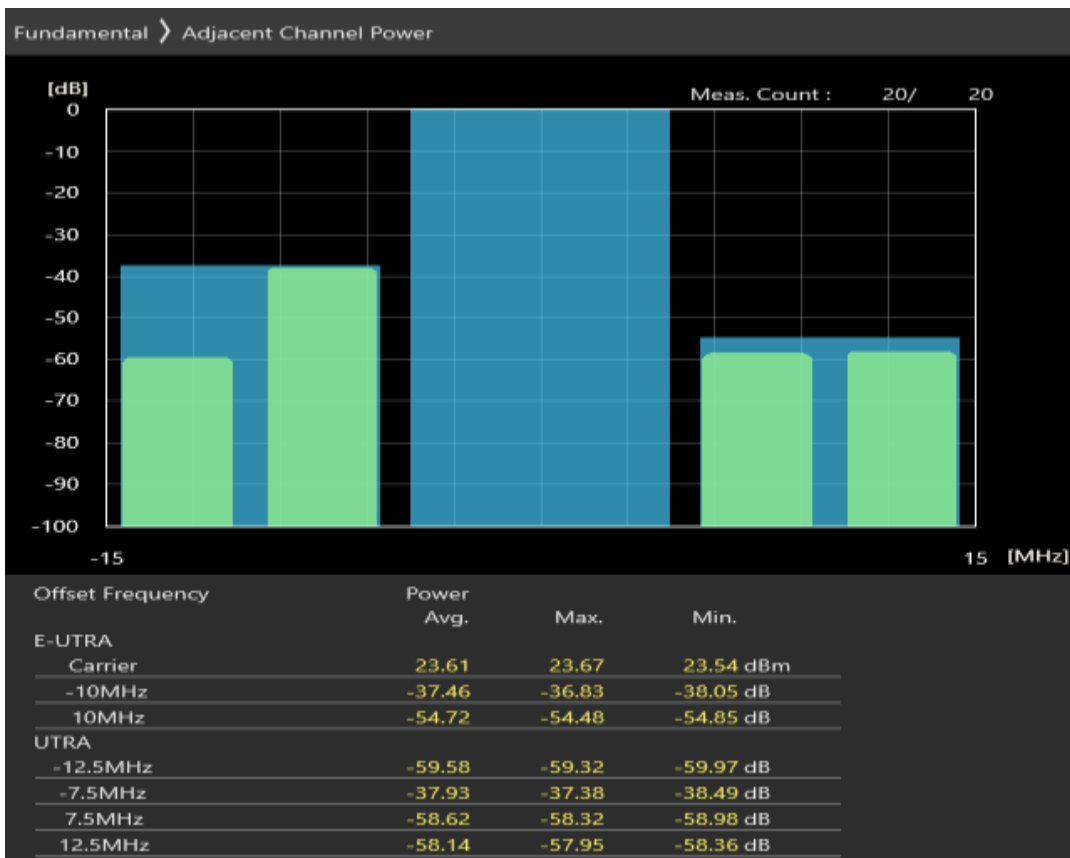 Fundamental 〉 Adjacent Channel Power
[dB]
Meas. Count : 20/ 20
0
-10
-20
-30
-40
-50
-60
-70
-80
-90
-100
-15 15 [MHz]
Offset Frequency Power
Avg. Max. Min.
E-UTRA
Carrier 23.61 23.67 23.54 dBm
-10MHz -37.46 -36.83 -38.05 dB
10MHz -54.72 -54.48 -54.85 dB
UTRA
-12.5MHz -59.58 -59.32 -59.97 dB
-7.5MHz -37.93 -37.38 -38.49 dB
7.5MHz -58.62 -58.32 -58.98 dB
12.5MHz -58.14 -57.95 -58.36 dB